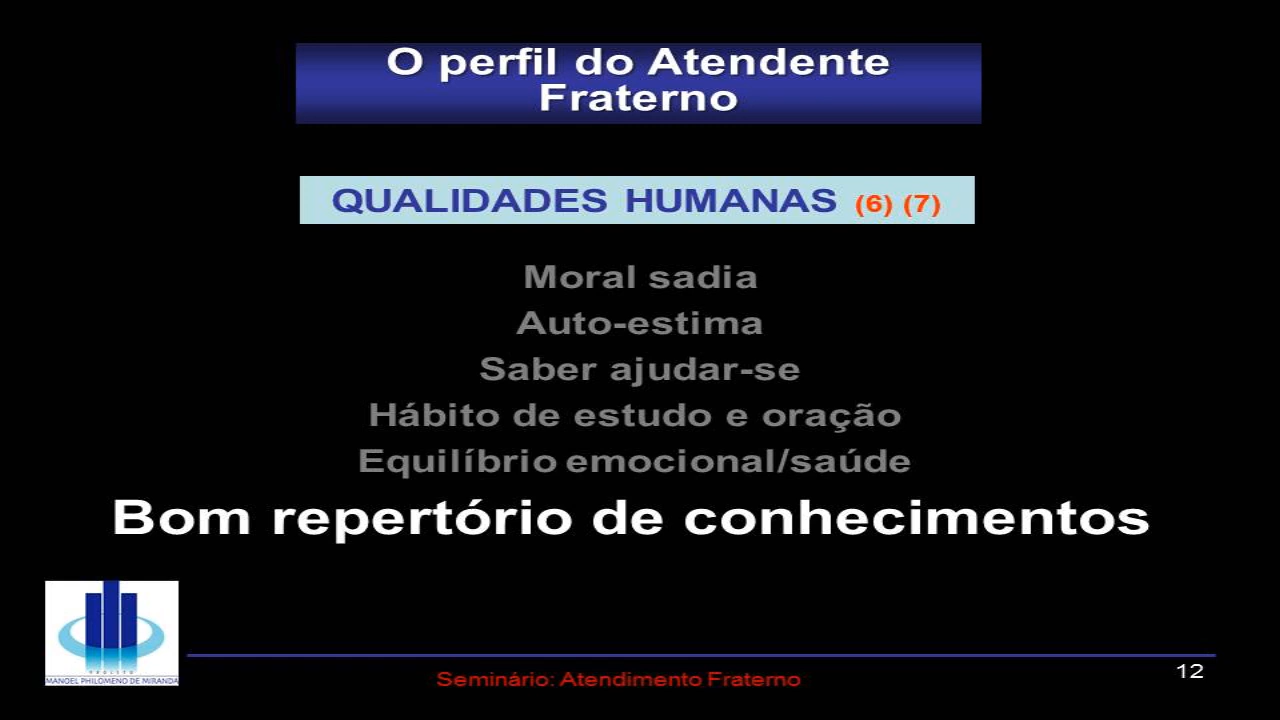 O perfil do Atendente
Fraterno
QUALIDADES HUMANAS (6) (7)
Moral sadia
Auto-estima
Saber ajudar-se
Hábito de estudo e oração
Equilíbrio emocional/saúde
Bom repertório de conhecimentos
PROJETO
MANOEL PHILOMENO DE MIRANDA
Seminário: Atendimento Fraterno
12